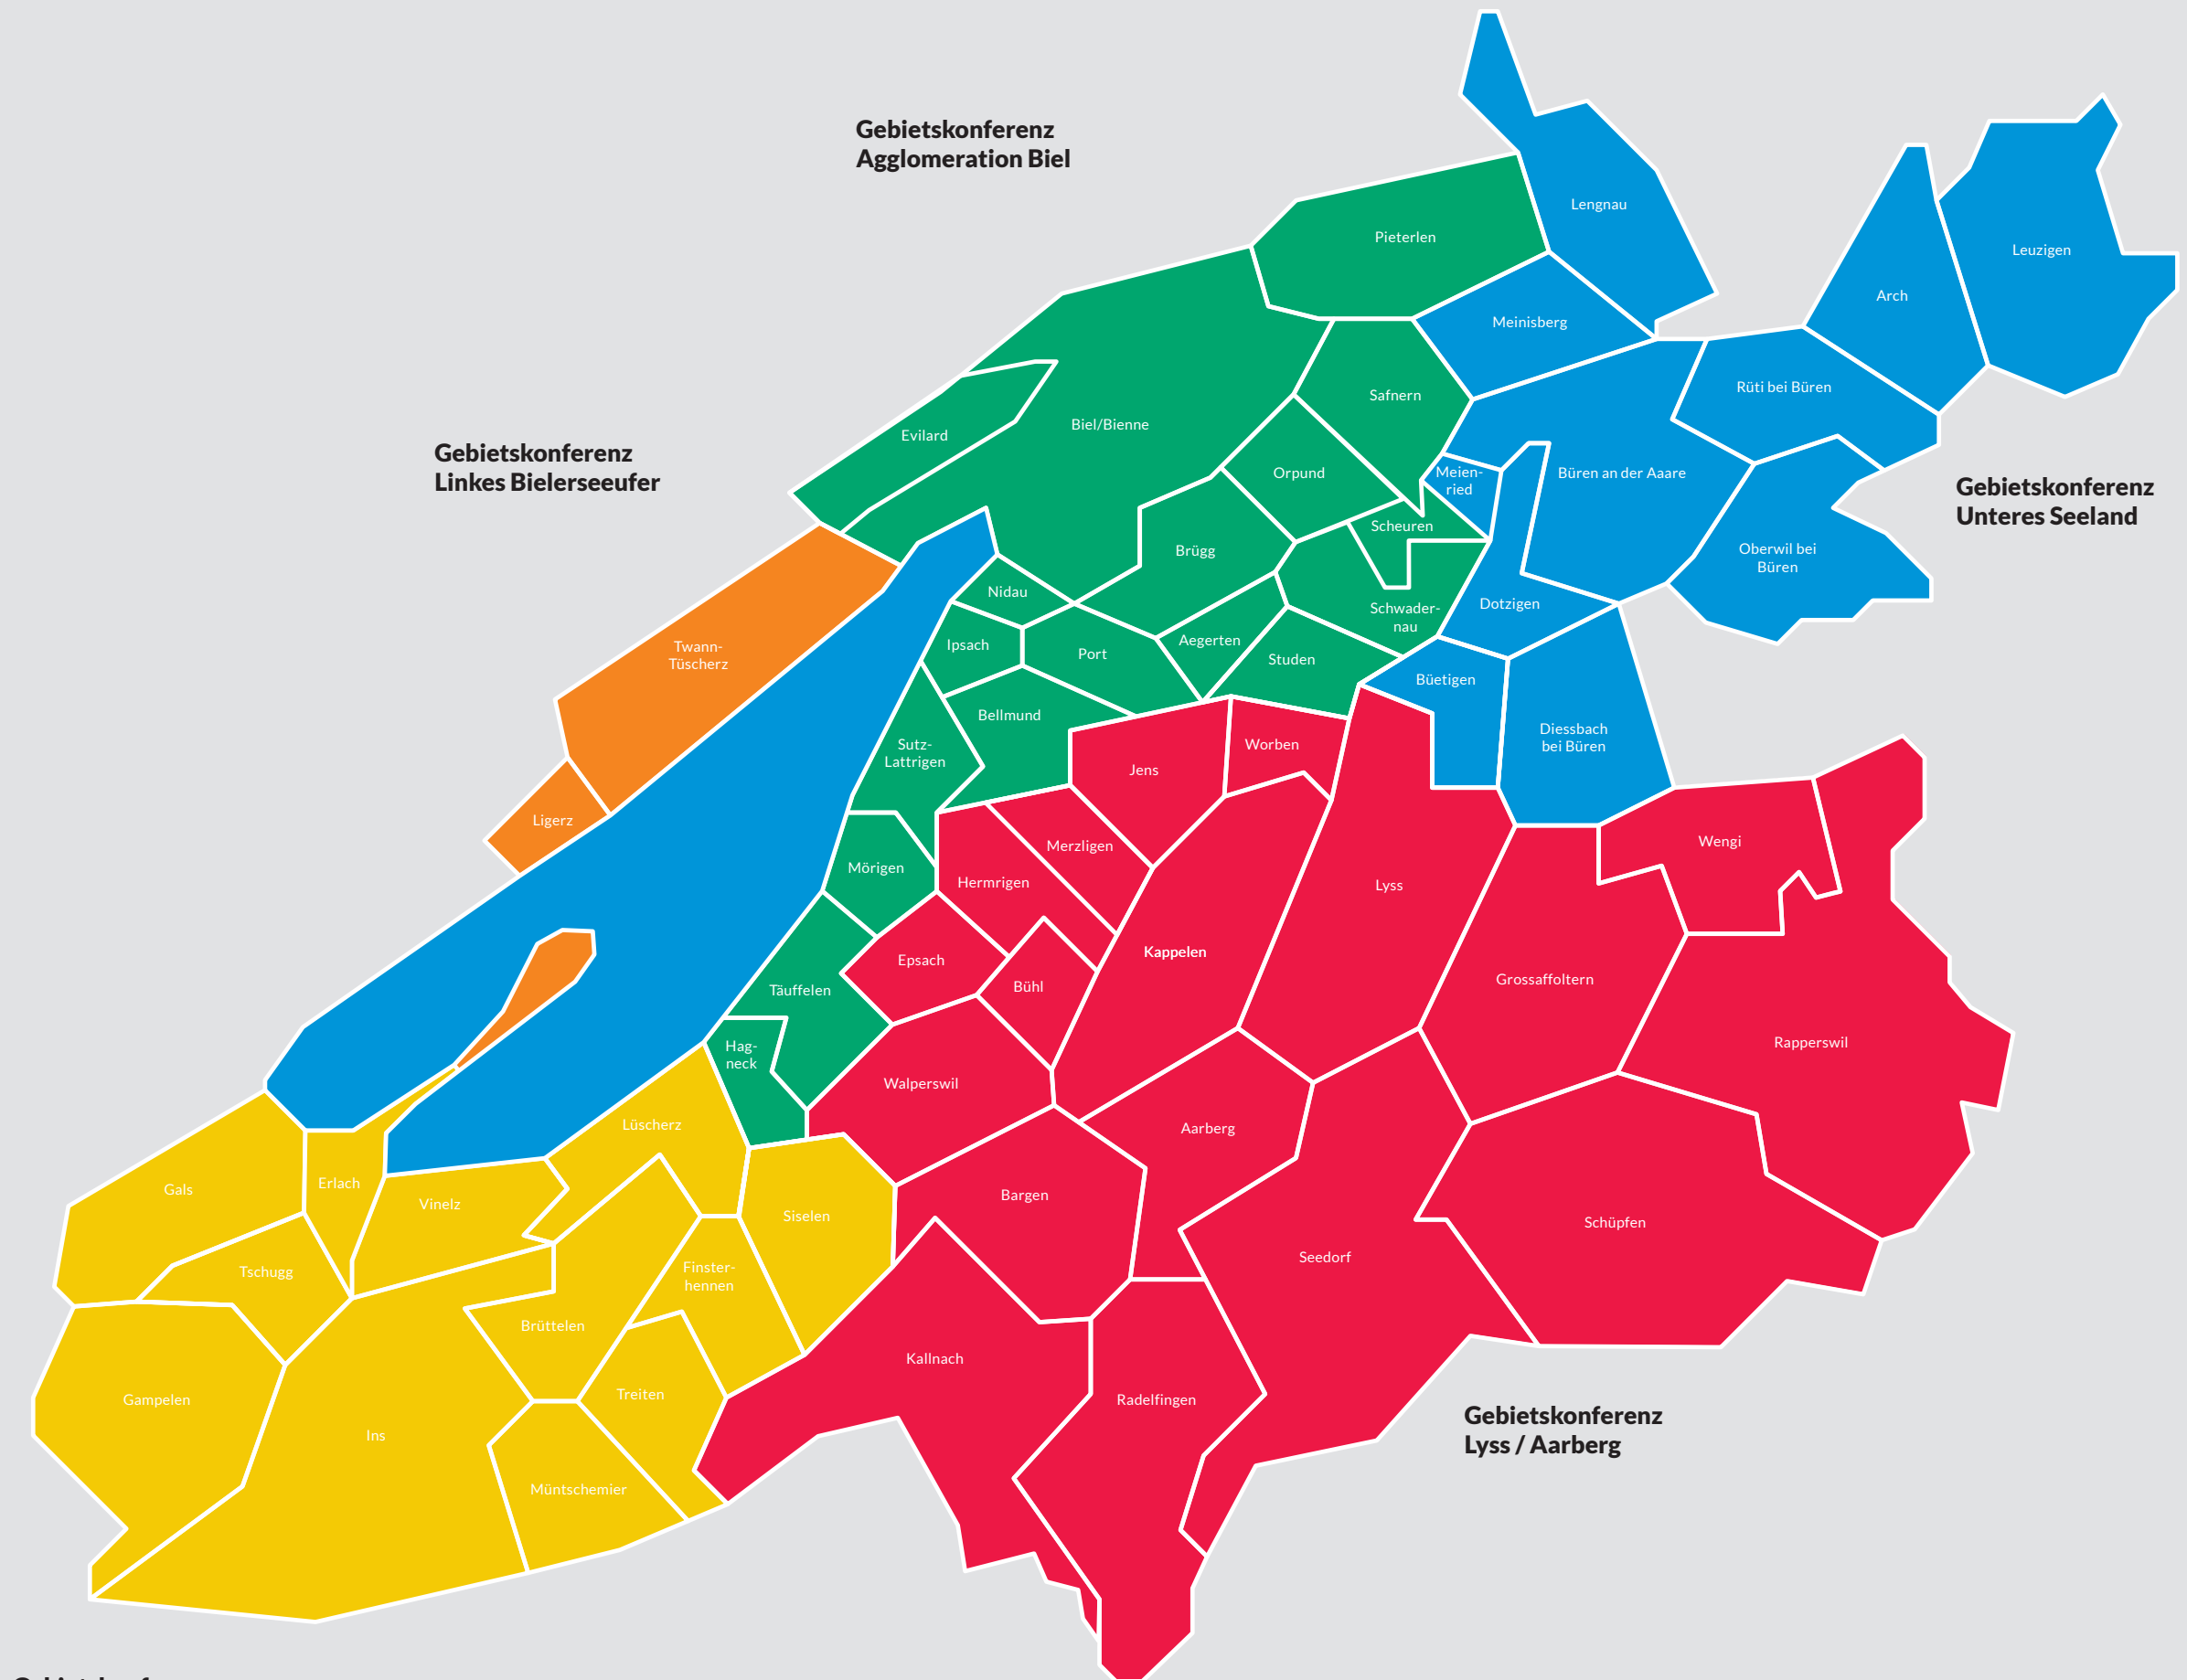 Gebietskonferenz
Agglomeration Biel
Lengnau
Pieterlen
Leuzigen
Arch
Meinisberg
Rüti bei Büren
Safnern
Biel/Bienne
Evilard
Gebietskonferenz
Linkes Bielerseeufer
Orpund
Meien-
ried
Büren an der Aaare
Gebietskonferenz
Unteres Seeland
Scheuren
Brügg
Oberwil bei
Büren
Nidau
Dotzigen
Schwader-
nau
Ipsach
Port
Aegerten
Studen
Twann-
Tüscherz
Büetigen
Bellmund
Diessbach
bei Büren
Sutz-
Lattrigen
Worben
Jens
Ligerz
Wengi
Merzligen
Mörigen
Hermrigen
Lyss
Kappelen
Epsach
Grossaffoltern
Bühl
Täuffelen
Rapperswil
Hag-
neck
Walperswil
Lüscherz
Aarberg
Erlach
Gals
Bargen
Vinelz
Siselen
Schüpfen
Seedorf
Tschugg
Finster-
hennen
Brüttelen
Kallnach
Treiten
Gampelen
Radelfingen
Gebietskonferenz
Lyss / Aarberg
Ins
Müntschemier